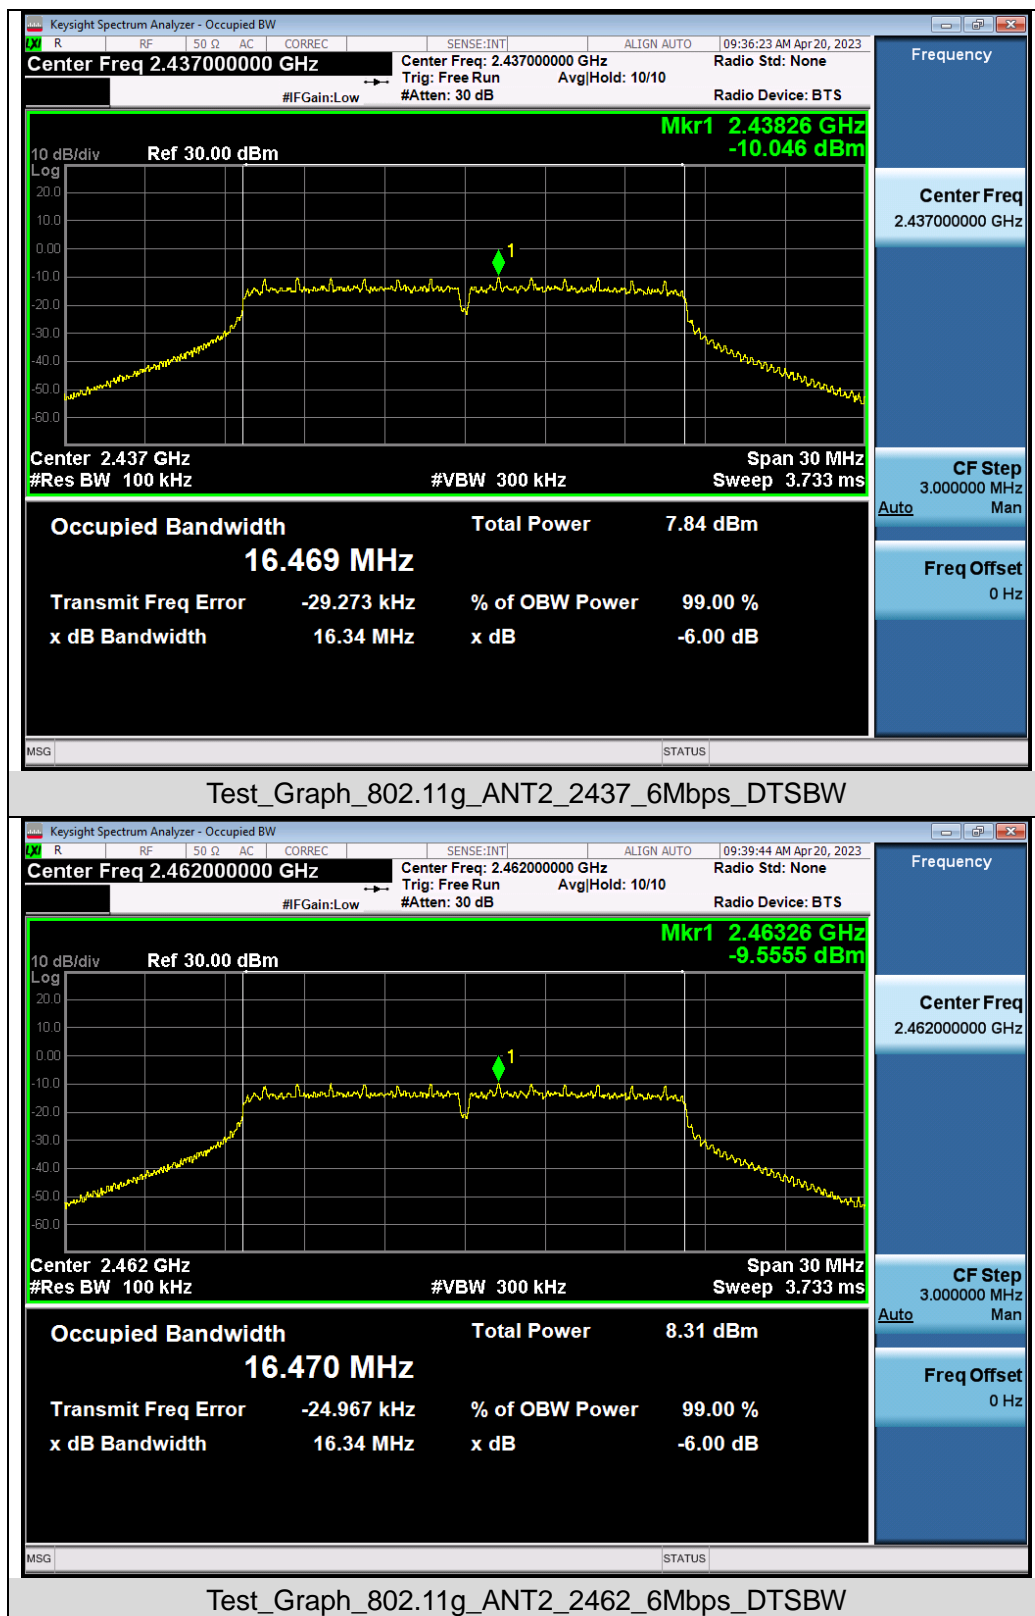 Keysight Spectrum Analyzer - Occupied BW
LXI R RF 50 Ω AC CORREC SENSE:INT ALIGN AUTO 09:36:23 AM Apr 20, 2023
Center Freq 2.437000000 GHz Center Freq: 2.437000000 GHz Radio Std: None Frequency
Trig: Free Run Avg|Hold: 10/10
#IFGain:Low #Atten: 30 dB Radio Device: BTS
Mkr1 2.43826 GHz
10 dB/div Ref 30.00 dBm -10.046 dBm
Log
20.0
10.0
0.00
-10.0
-20.0
-30.0
-40.0
-50.0
-60.0
1
Center Freq
2.437000000 GHz
Center 2.437 GHz Span 30 MHz
#Res BW 100 kHz #VBW 300 kHz Sweep 3.733 ms
CF Step
3.000000 MHz
Auto Man
Freq Offset
0 Hz
Occupied Bandwidth Total Power 7.84 dBm
16.469 MHz
Transmit Freq Error -29.273 kHz % of OBW Power 99.00 %
x dB Bandwidth 16.34 MHz x dB -6.00 dB
MSG STATUS
Test_Graph_802.11g_ANT2_2437_6Mbps_DTSBW
Keysight Spectrum Analyzer - Occupied BW
LXI R RF 50 Ω AC CORREC SENSE:INT ALIGN AUTO 09:39:44 AM Apr 20, 2023
Center Freq 2.462000000 GHz Center Freq: 2.462000000 GHz Radio Std: None Frequency
Trig: Free Run Avg|Hold: 10/10
#IFGain:Low #Atten: 30 dB Radio Device: BTS
Mkr1 2.46326 GHz
10 dB/div Ref 30.00 dBm -9.5555 dBm
Log
20.0
10.0
0.00
-10.0
-20.0
-30.0
-40.0
-50.0
-60.0
1
Center Freq
2.462000000 GHz
Center 2.462 GHz Span 30 MHz
#Res BW 100 kHz #VBW 300 kHz Sweep 3.733 ms
CF Step
3.000000 MHz
Auto Man
Freq Offset
0 Hz
Occupied Bandwidth Total Power 8.31 dBm
16.470 MHz
Transmit Freq Error -24.967 kHz % of OBW Power 99.00 %
x dB Bandwidth 16.34 MHz x dB -6.00 dB
MSG STATUS
Test_Graph_802.11g_ANT2_2462_6Mbps_DTSBW